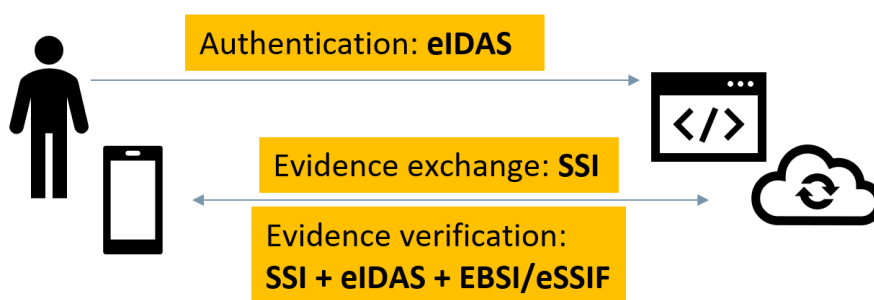 Authentication: eIDAS
</>
Evidence exchange: SSI
Evidence verification:
SSI + eIDAS + EBSI/eSSIF